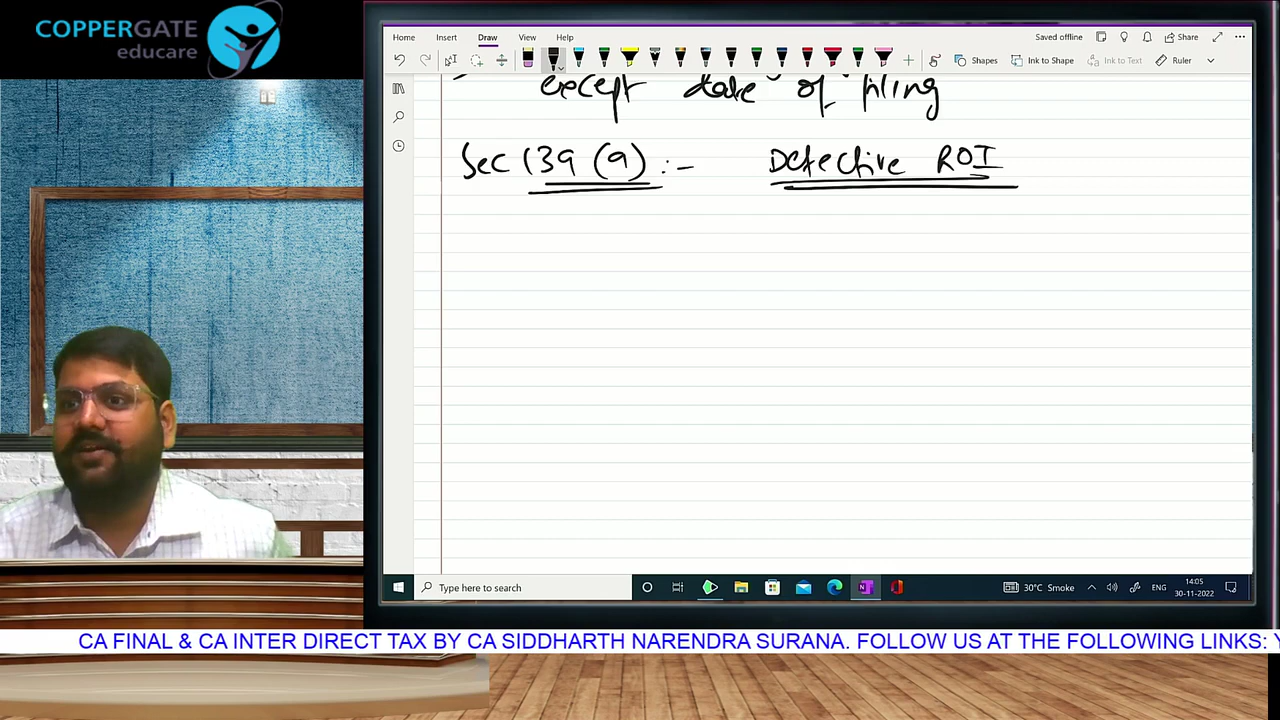 COPPERGATE
educare
Home Insert Draw View Help
Saved offline
Share
Shapes
Ink to Shape
Ink to Text
Ruler
except date of filing
Sec 139 (9) :- Defective ROI
Type here to search
30°C Smoke
ENG
14:05
30-11-2022
CA FINAL & CA INTER DIRECT TAX BY CA SIDDHARTH NARENDRA SURANA. FOLLOW US AT THE FOLLOWING LINKS: Y